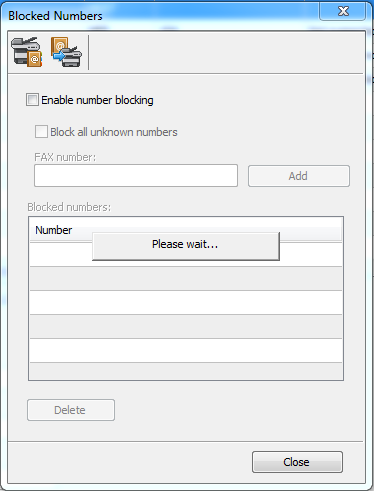 Blocked Numbers
Enable number blocking
Block all unknown numbers
FAX number:
Add
Blocked numbers:
Number
Please wait...
Delete
Close